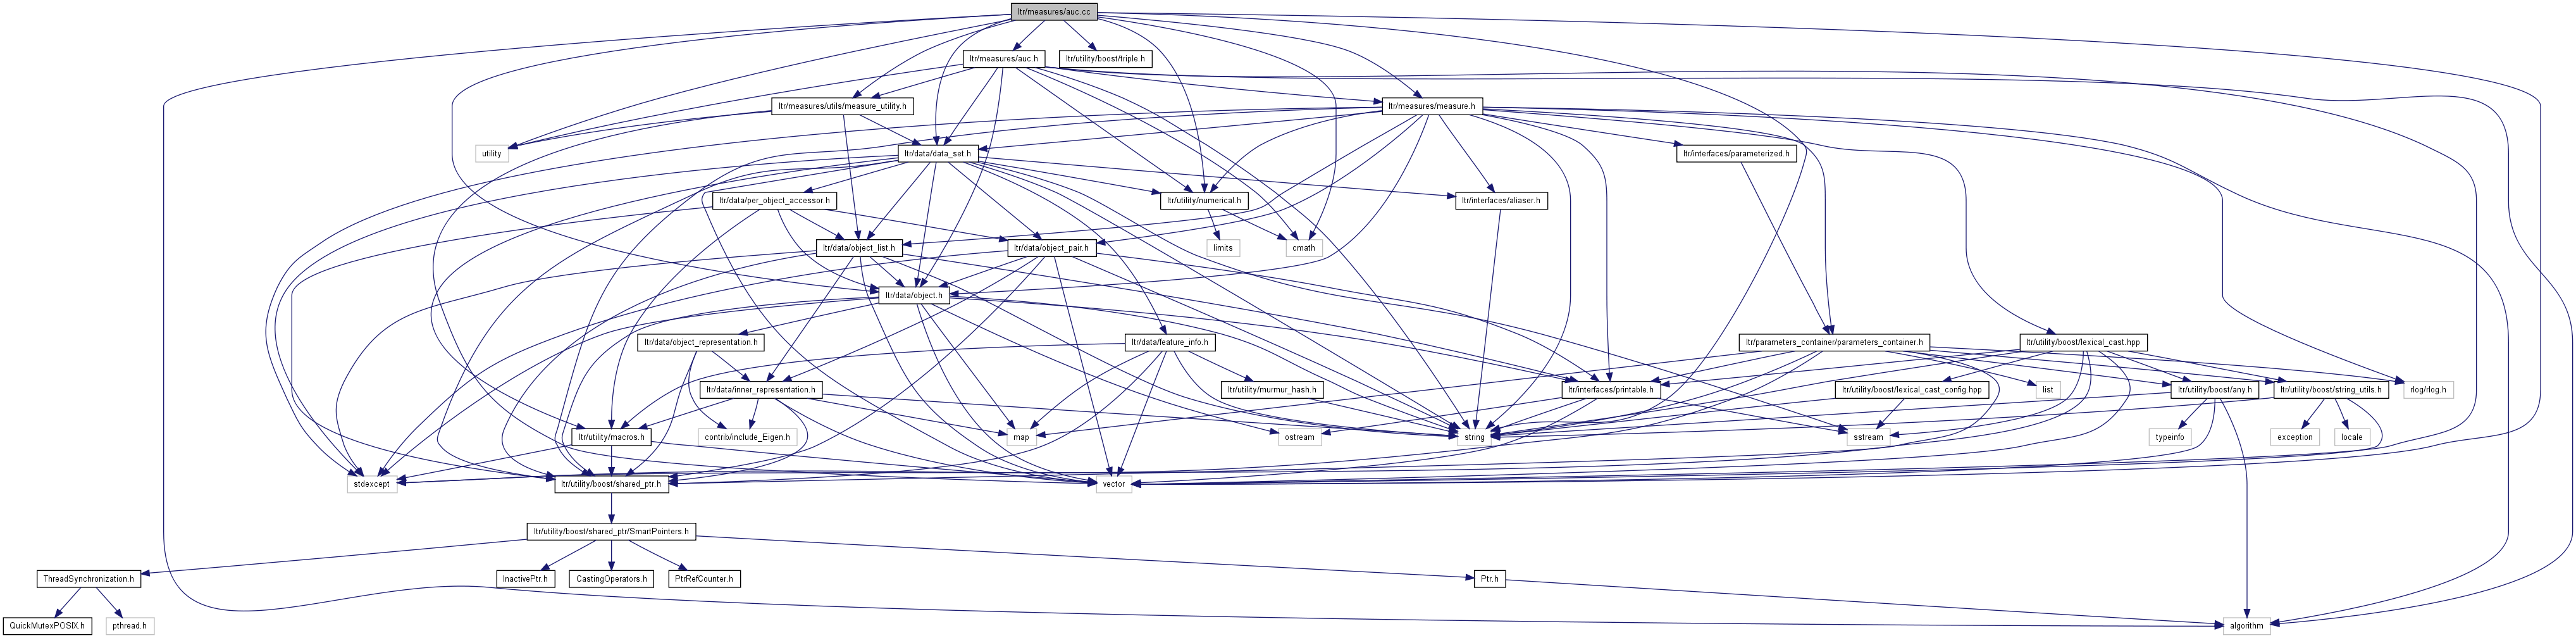 ltr/measures/auc.cc
ltr/measures/auc.h
ltr/utility/boost/triple.h
ltr/measures/utils/measure_utility.h
ltr/measures/measure.h
utility
ltr/data/data_set.h
ltr/interfaces/parameterized.h
ltr/data/per_object_accessor.h
ltr/utility/numerical.h
ltr/interfaces/aliaser.h
ltr/data/object_list.h
ltr/data/object_pair.h
limits
cmath
ltr/data/object.h
ltr/data/object_representation.h
ltr/data/feature_info.h
ltr/parameters_container/parameters_container.h
ltr/utility/boost/lexical_cast.hpp
ltr/data/inner_representation.h
ltr/utility/murmur_hash.h
ltr/interfaces/printable.h
ltr/utility/boost/lexical_cast_config.hpp
list
ltr/utility/boost/any.h
ltr/utility/boost/string_utils.h
rlog/rlog.h
ltr/utility/macros.h
contrib/include_Eigen.h
map
ostream
string
sstream
typeinfo
exception
locale
stdexcept
ltr/utility/boost/shared_ptr.h
vector
ltr/utility/boost/shared_ptr/SmartPointers.h
ThreadSynchronization.h
InactivePtr.h
CastingOperators.h
PtrRefCounter.h
Ptr.h
QuickMutexPOSIX.h
pthread.h
algorithm